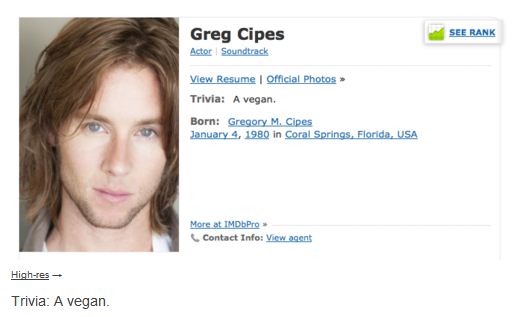 Greg Cipes
SEE RANK
Actor | Soundtrack
View Resume | Official Photos »
Trivia: A vegan.
Born: Gregory M. Cipes
January 4, 1980 in Coral Springs, Florida, USA
More at IMDbPro »
Contact Info: View agent
High-res →
Trivia: A vegan.